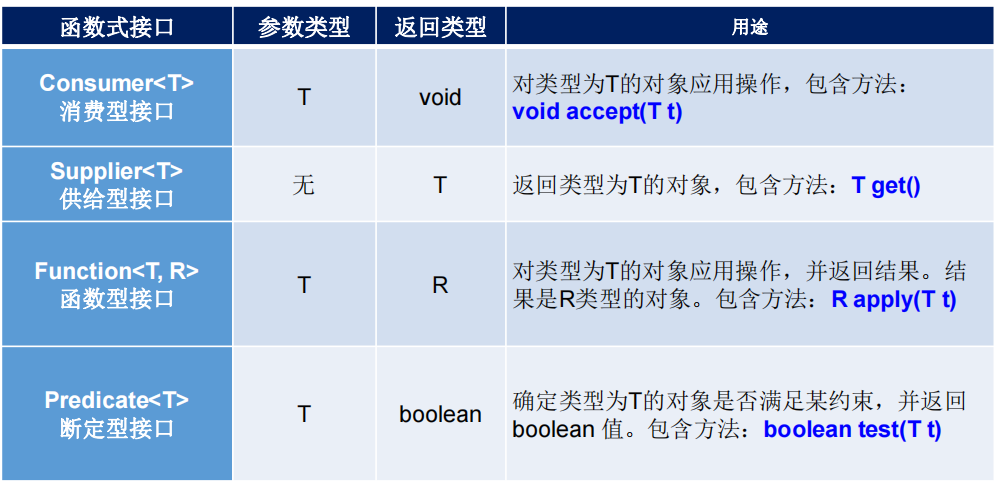 函数式接口 参数类型 返回类型 用途
Consumer<T>
消费型接口
T
void
对类型为T的对象应用操作，包含方法：
void accept(T t)
Supplier<T>
供给型接口
无
T
返回类型为T的对象，包含方法：T get()
Function<T, R>
函数型接口
T
R
对类型为T的对象应用操作，并返回结果。结
果是R类型的对象。包含方法：R apply(T t)
Predicate<T>
断定型接口
T
boolean
确定类型为T的对象是否满足某约束，并返回
boolean 值。包含方法：boolean test(T t)